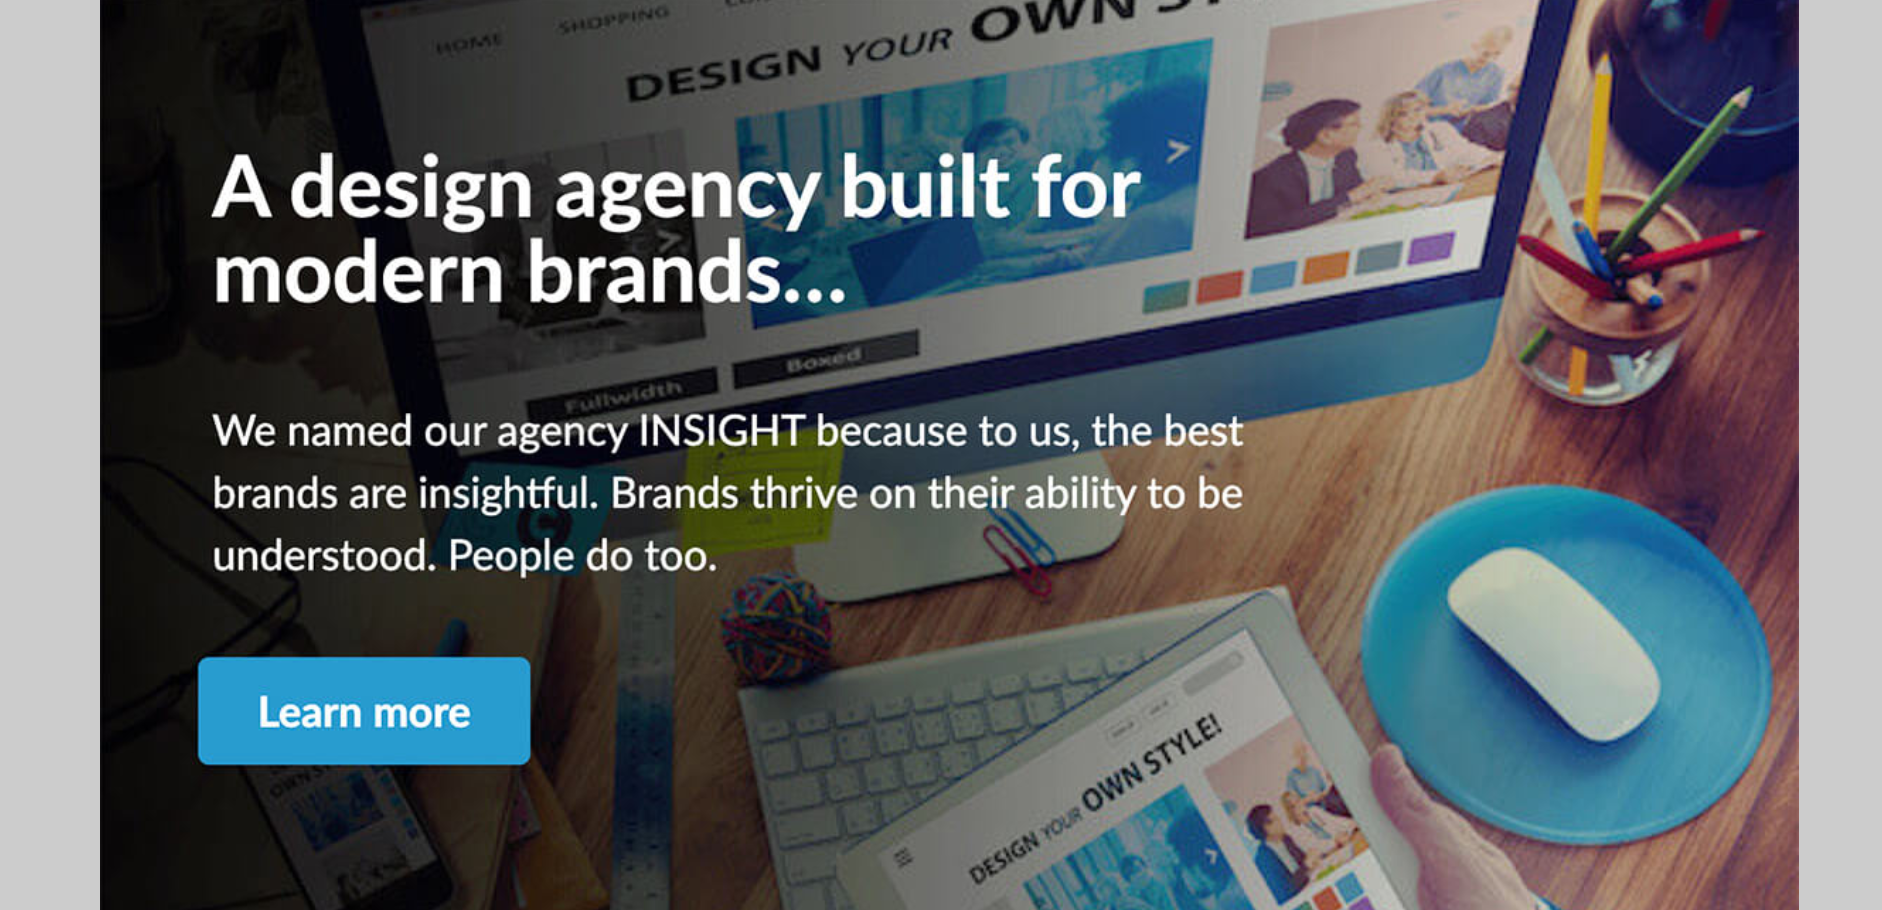 HOME SHOPPING
DESIGN YOUR OWN
A design agency built for
modern brands...
Boxed
Fullwidth
We named our agency INSIGHT because to us, the best
brands are insightful. Brands thrive on their ability to be
understood. People do too.
Learn more
OWN
DESIGN YOUR OWN STYLE!